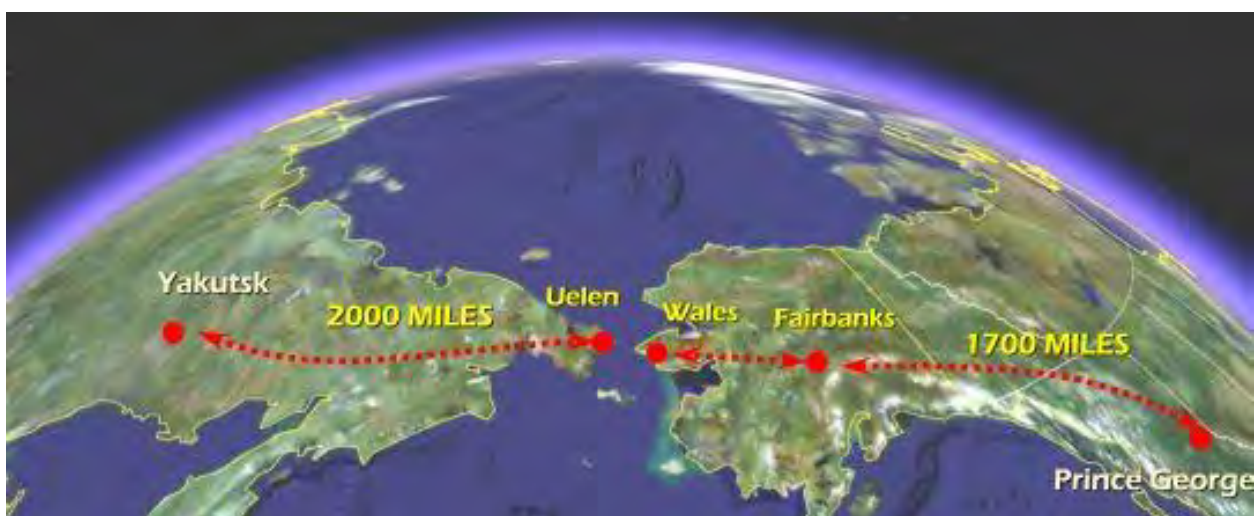 Yakutsk
2000 MILES
Uelen
Wales
Fairbanks
1700 MILES
Prince George